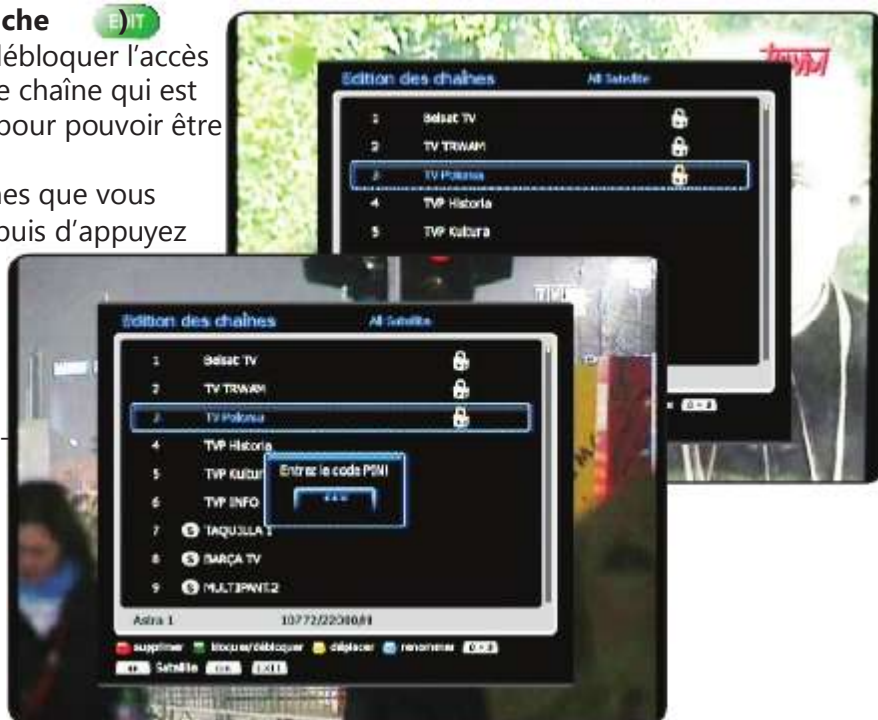 che EXIT
débloquer l'accès
e chaîne qui est
pour pouvoir être
nes que vous
puis d'appuyez
-
Edition des chaînes All Satellite
1 Belsat TV
2 TV TRWAM
3 TV Polonia
4 TVP Historia
5 TVP Kultura
0 - 9
Edition des chaînes All Satellite
1 Belsat TV
2 TV TRWAM
3 TV Polonia
4 TVP Historia
5 TVP Kultur
6 TVP INFO
7 S TAQUILLA 1
8 S BARÇA TV
9 S MULTIPANT.2
Entrez le code PIN!
***
Astra 1 10772/22000/H
supprimer bloquer/débloquer déplacer renommer 0 - 9
Satellite OK EXIT